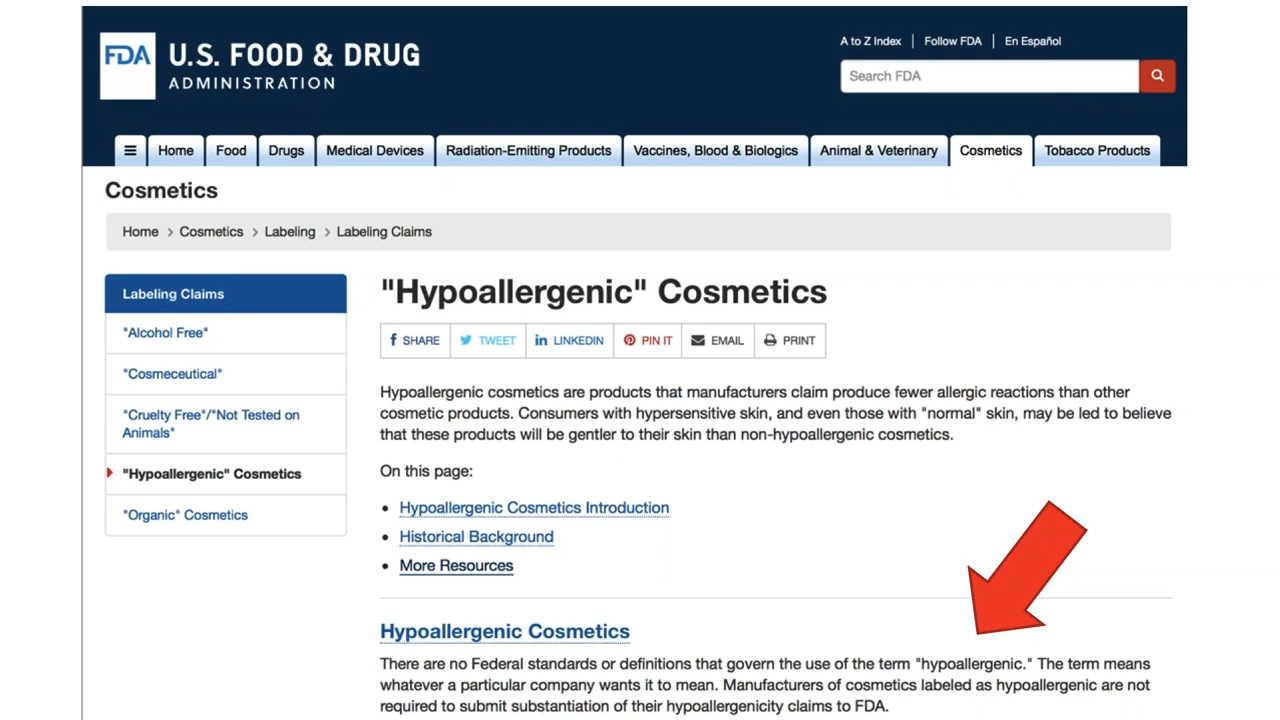 A to Z Index | Follow FDA | En Español
FDA U.S. FOOD & DRUG
ADMINISTRATION
Search FDA
Home Food Drugs Medical Devices Radiation-Emitting Products Vaccines, Blood & Biologics Animal & Veterinary Cosmetics Tobacco Products
Cosmetics
Home > Cosmetics > Labeling > Labeling Claims
Labeling Claims
"Alcohol Free"
"Cosmeceutical"
"Cruelty Free"/"Not Tested on
Animals"
"Hypoallergenic" Cosmetics
"Organic" Cosmetics
"Hypoallergenic" Cosmetics
SHARE TWEET LINKEDIN PIN IT EMAIL PRINT
Hypoallergenic cosmetics are products that manufacturers claim produce fewer allergic reactions than other
cosmetic products. Consumers with hypersensitive skin, and even those with "normal" skin, may be led to believe
that these products will be gentler to their skin than non-hypoallergenic cosmetics.
On this page:
• Hypoallergenic Cosmetics Introduction
• Historical Background
• More Resources
Hypoallergenic Cosmetics
There are no Federal standards or definitions that govern the use of the term "hypoallergenic." The term means
whatever a particular company wants it to mean. Manufacturers of cosmetics labeled as hypoallergenic are not
required to submit substantiation of their hypoallergenicity claims to FDA.